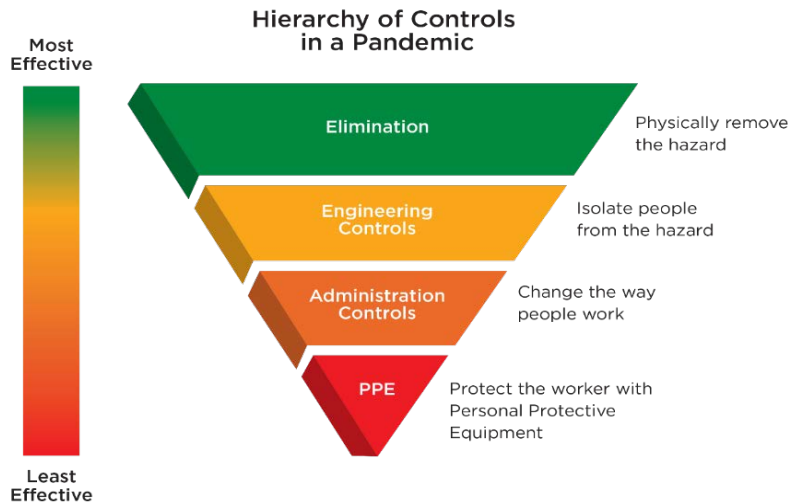 Hierarchy of Controls
in a Pandemic
Most
Effective
Elimination
Physically remove
the hazard
Engineering
Controls
Isolate people
from the hazard
Administration
Controls
Change the way
people work
PPE
Protect the worker with
Personal Protective
Equipment
Least
Effective